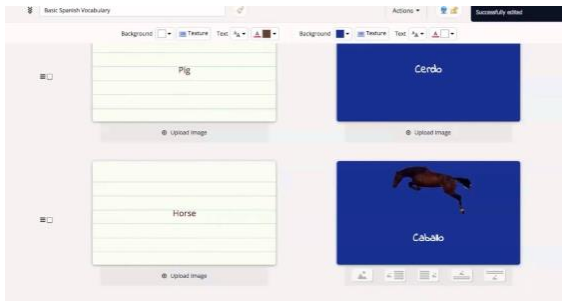 Basic Spanish Vocabulary
Actions
Successfully edited
Background Texture Text A
Background Texture Text A
Pig
Cerdo
Upload Image
Upload Image
Horse
Caballo
Upload Image